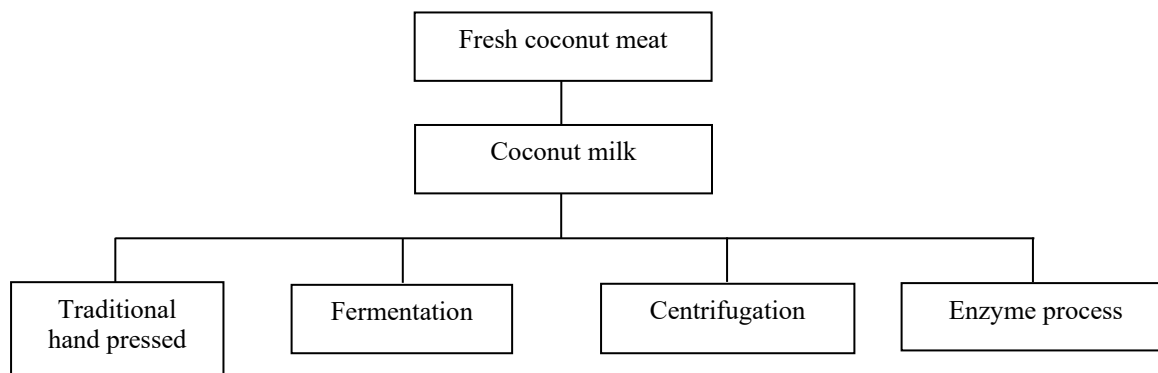 Fresh coconut meat
Coconut milk
Traditional
hand pressed
Fermentation
Centrifugation
Enzyme process